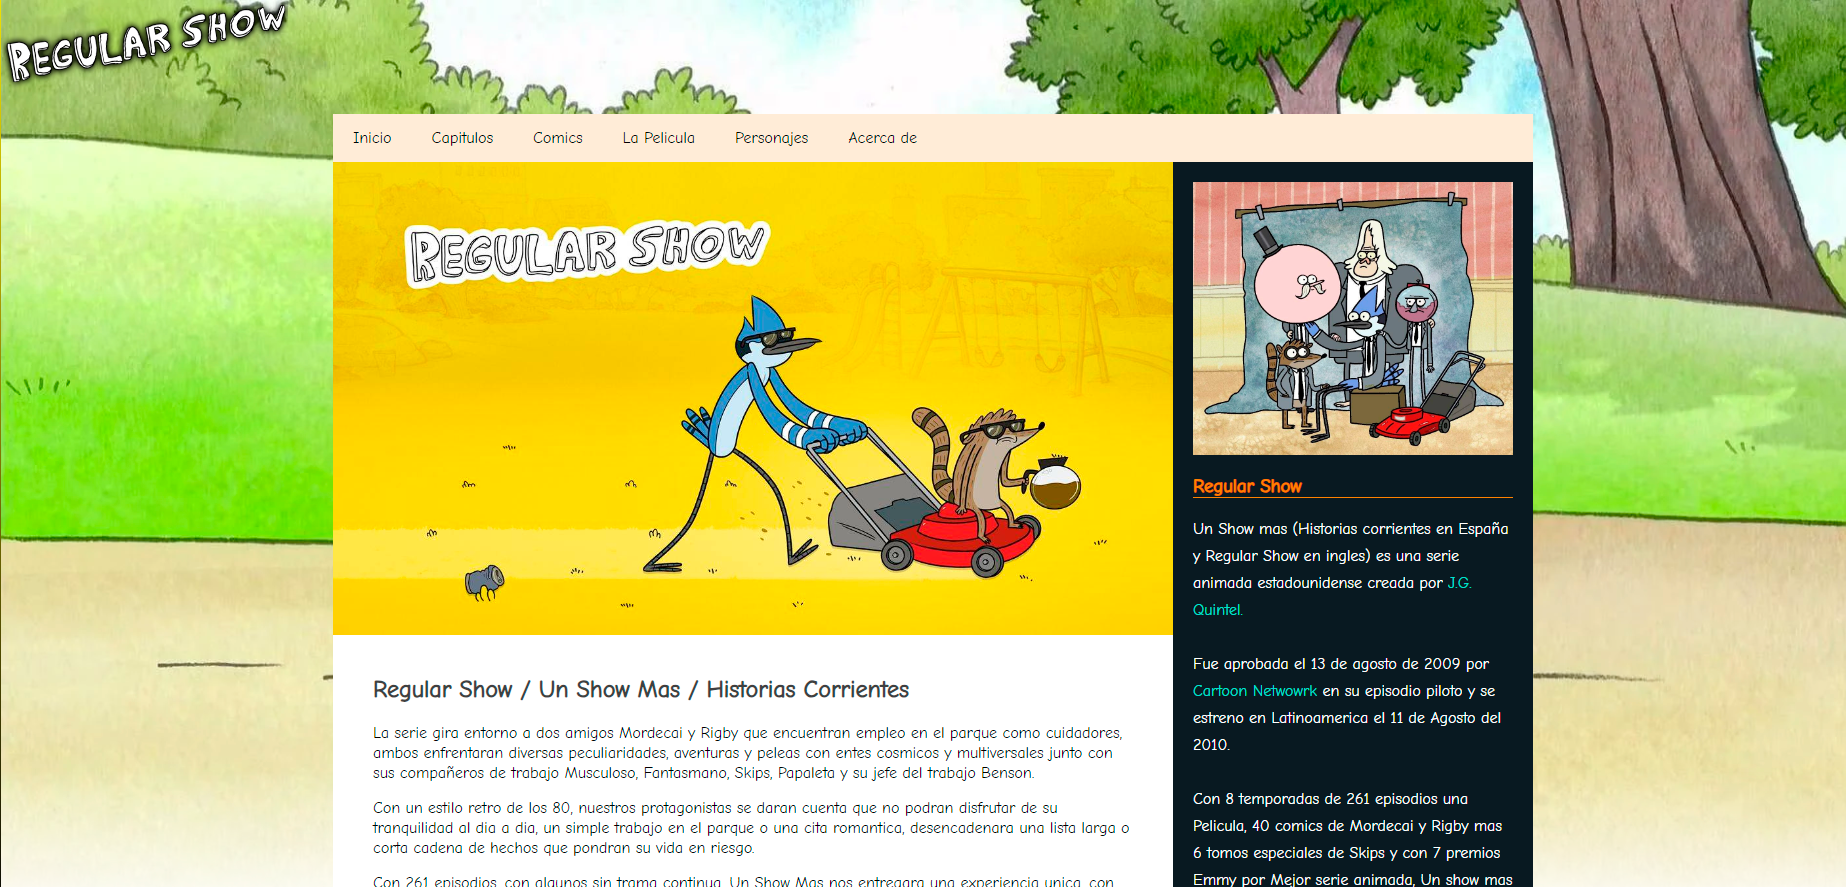 REGULAR SHOW
Inicio Capitulos Comics La Pelicula Personajes Acerca de
REGULAR SHOW
Regular Show / Un Show Mas / Historias Corrientes
La serie gira entorno a dos amigos Mordecai y Rigby que encuentran empleo en el parque como cuidadores,
ambos enfrentaran diversas peculiaridades, aventuras y peleas con entes cosmicos y multiversales junto con
sus compañeros de trabajo Musculoso, Fantasmano, Skips, Papaleta y su jefe del trabajo Benson.
Con un estilo retro de los 80, nuestros protagonistas se daran cuenta que no podran disfrutar de su
tranquilidad al dia a dia, un simple trabajo en el parque o una cita romantica, desencadenara una lista larga o
corta cadena de hechos que pondran su vida en riesgo.
Con 261 episodios, con algunos sin trama continua, Un Show Mas nos entregara una experiencia unica, con
Regular Show
Un Show mas (Historias corrientes en España
y Regular Show en ingles) es una serie
animada estadounidense creada por J.G.
Quintel.
Fue aprobada el 13 de agosto de 2009 por
Cartoon Netwowrk en su episodio piloto y se
estreno en Latinoamerica el 11 de Agosto del
2010.
Con 8 temporadas de 261 episodios una
Pelicula, 40 comics de Mordecai y Rigby mas
6 tomos especiales de Skips y con 7 premios
Emmy por Mejor serie animada, Un show mas